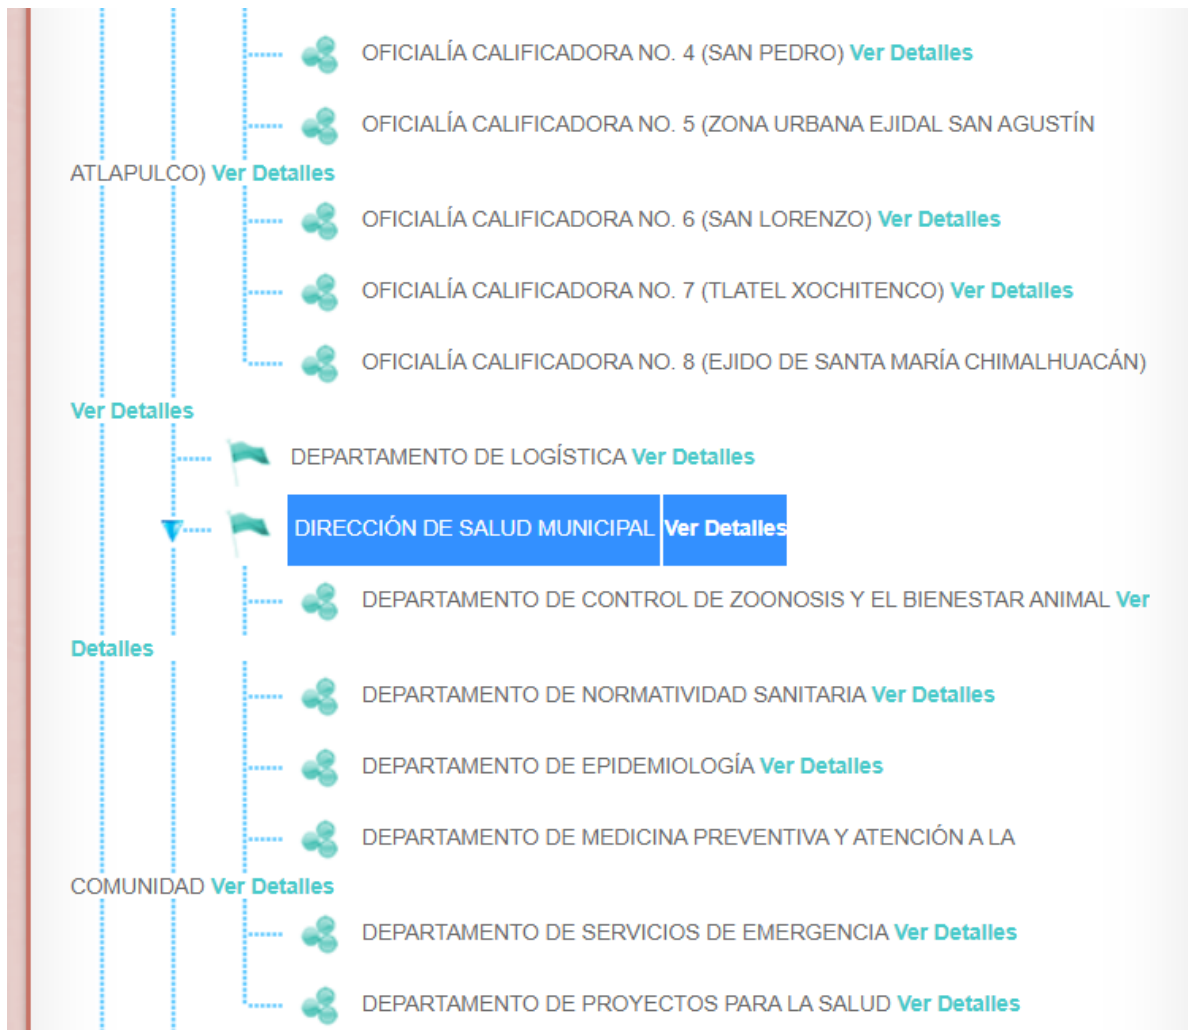 OFICIALÍA CALIFICADORA NO. 4 (SAN PEDRO) Ver Detalles
OFICIALÍA CALIFICADORA NO. 5 (ZONA URBANA EJIDAL SAN AGUSTÍN
ATLAPULCO) Ver Detalles
OFICIALÍA CALIFICADORA NO. 6 (SAN LORENZO) Ver Detalles
OFICIALÍA CALIFICADORA NO. 7 (TLATEL XOCHITENCO) Ver Detalles
OFICIALÍA CALIFICADORA NO. 8 (EJIDO DE SANTA MARÍA CHIMALHUACÁN)
Ver Detalles
DEPARTAMENTO DE LOGÍSTICA Ver Detalles
DIRECCIÓN DE SALUD MUNICIPAL Ver Detalles
DEPARTAMENTO DE CONTROL DE ZOONOSIS Y EL BIENESTAR ANIMAL Ver
Detalles
DEPARTAMENTO DE NORMATIVIDAD SANITARIA Ver Detalles
DEPARTAMENTO DE EPIDEMIOLOGÍA Ver Detalles
DEPARTAMENTO DE MEDICINA PREVENTIVA Y ATENCIÓN A LA
COMUNIDAD Ver Detalles
DEPARTAMENTO DE SERVICIOS DE EMERGENCIA Ver Detalles
DEPARTAMENTO DE PROYECTOS PARA LA SALUD Ver Detalles